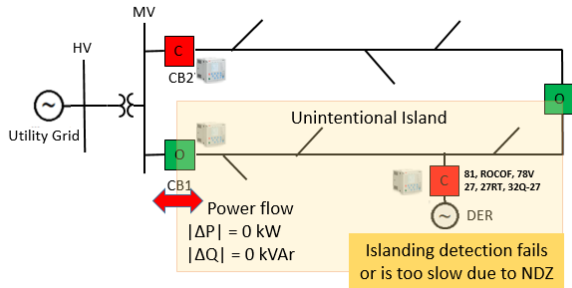 MV
HV
C
CB2
Utility Grid
O
Unintentional Island
O
CB1
C
81, ROCOF, 78V
27, 27RT, 32Q-27
DER
Power flow
|ΔP| = 0 kW
|ΔQ| = 0 kVAr
Islanding detection fails
or is too slow due to NDZ